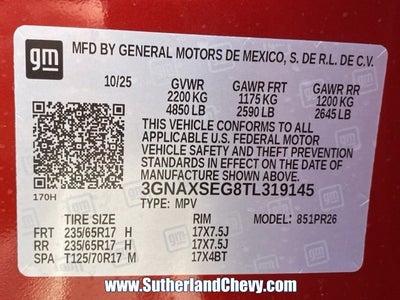 gm
MFD BY GENERAL MOTORS DE MEXICO, S. DE R.L. DE C.V.
10/25 GVWR GAWR FRT GAWR RR
2200 KG 1175 KG 1200 KG
4850 LB 2590 LB 2645 LB
THIS VEHICLE CONFORMS TO ALL
APPLICABLE U.S. FEDERAL MOTOR
VEHICLE SAFETY AND THEFT PREVENTION
STANDARDS IN EFFECT ON THE DATE OF
MANUFACTURE SHOWN ABOVE.
3GNAXSEG8TL319145
170H TYPE: MPV MODEL: 851PR26
TIRE SIZE RIM
FRT 235/65R17 H 17X7.5J
RR 235/65R17 H 17X7.5J
SPA T125/70R17 M 17X4BT
www.SutherlandChevy.com